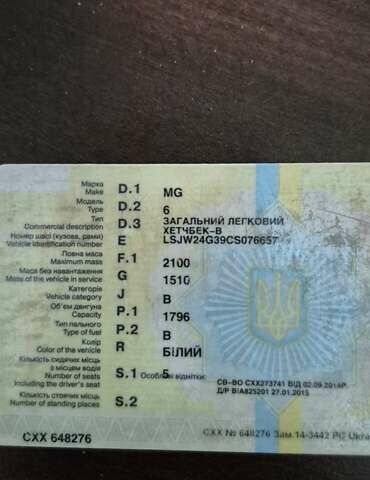 Марка
Make D.1 MG
Модель
Type D.2 6
Тип
Commercial description D.3 ЗАГАЛЬНИЙ ЛЕГКОВИЙ
ХЕТЧБЕК-В
Номер шасі (кузова, рами)
Vehicle identification number E LSJW24G39CS076657
Повна маса
Maximum mass F.1 2100
Маса без навантаження
Mass of the vehicle in service G 1510
Категорія
Vehicle category J B
Об'єм двигуна
Capacity P.1 1796
Тип пального
Type of fuel P.2 B
Колір
Color of the vehicle R БІЛИЙ
Кількість сидячих місць
з місцем водія
Number of seats S.1 5 Особливі відмітки:
including the driver's seat
СВ-ВО СХХ273741 ВІД 02.09.2014Р.
Д/Р ВІА825201 27.01.2015
Кількість стоячих місць
Number of standing places S.2
СХХ 648276
СХХ № 648276 Зам.14-3442 РС Ukra